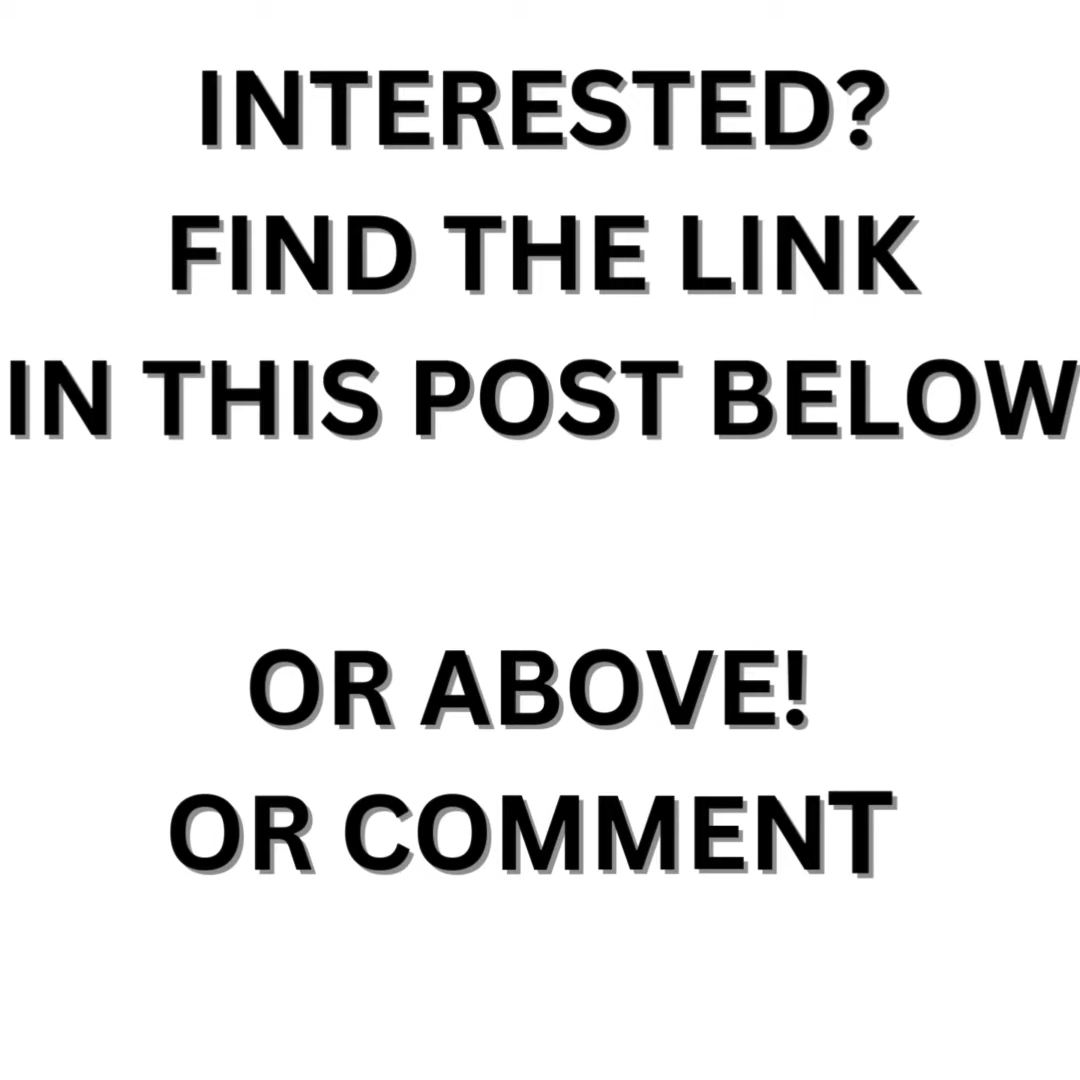 INTERESTED?
FIND THE LINK
IN THIS POST BELOW
OR ABOVE!
OR COMMENT